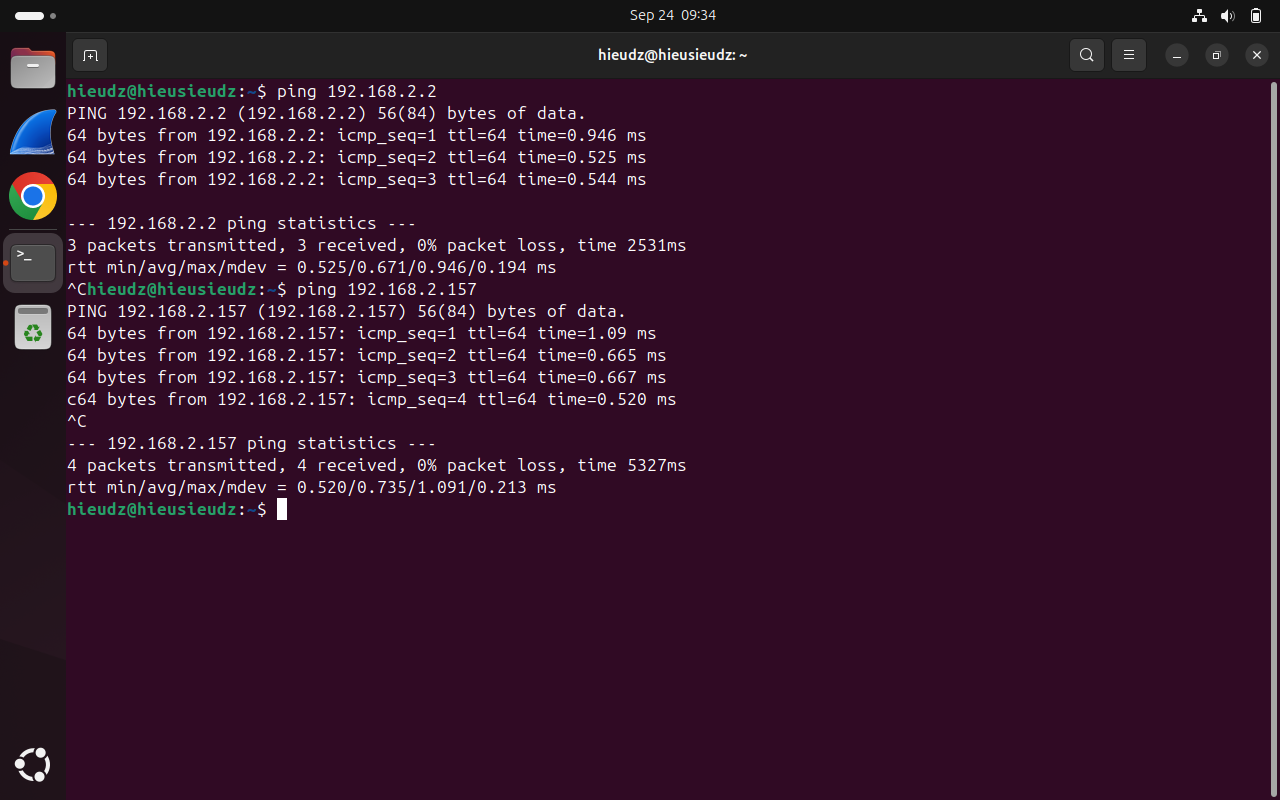 Sep 24 09:34
hieudz@hieusieudz: ~
hieudz@hieusieudz:~$ ping 192.168.2.2
PING 192.168.2.2 (192.168.2.2) 56(84) bytes of data.
64 bytes from 192.168.2.2: icmp_seq=1 ttl=64 time=0.946 ms
64 bytes from 192.168.2.2: icmp_seq=2 ttl=64 time=0.525 ms
64 bytes from 192.168.2.2: icmp_seq=3 ttl=64 time=0.544 ms

--- 192.168.2.2 ping statistics ---
3 packets transmitted, 3 received, 0% packet loss, time 2531ms
rtt min/avg/max/mdev = 0.525/0.671/0.946/0.194 ms
^Chieudz@hieusieudz:~$ ping 192.168.2.157
PING 192.168.2.157 (192.168.2.157) 56(84) bytes of data.
64 bytes from 192.168.2.157: icmp_seq=1 ttl=64 time=1.09 ms
64 bytes from 192.168.2.157: icmp_seq=2 ttl=64 time=0.665 ms
64 bytes from 192.168.2.157: icmp_seq=3 ttl=64 time=0.667 ms
c64 bytes from 192.168.2.157: icmp_seq=4 ttl=64 time=0.520 ms
^C
--- 192.168.2.157 ping statistics ---
4 packets transmitted, 4 received, 0% packet loss, time 5327ms
rtt min/avg/max/mdev = 0.520/0.735/1.091/0.213 ms
hieudz@hieusieudz:~$
>_